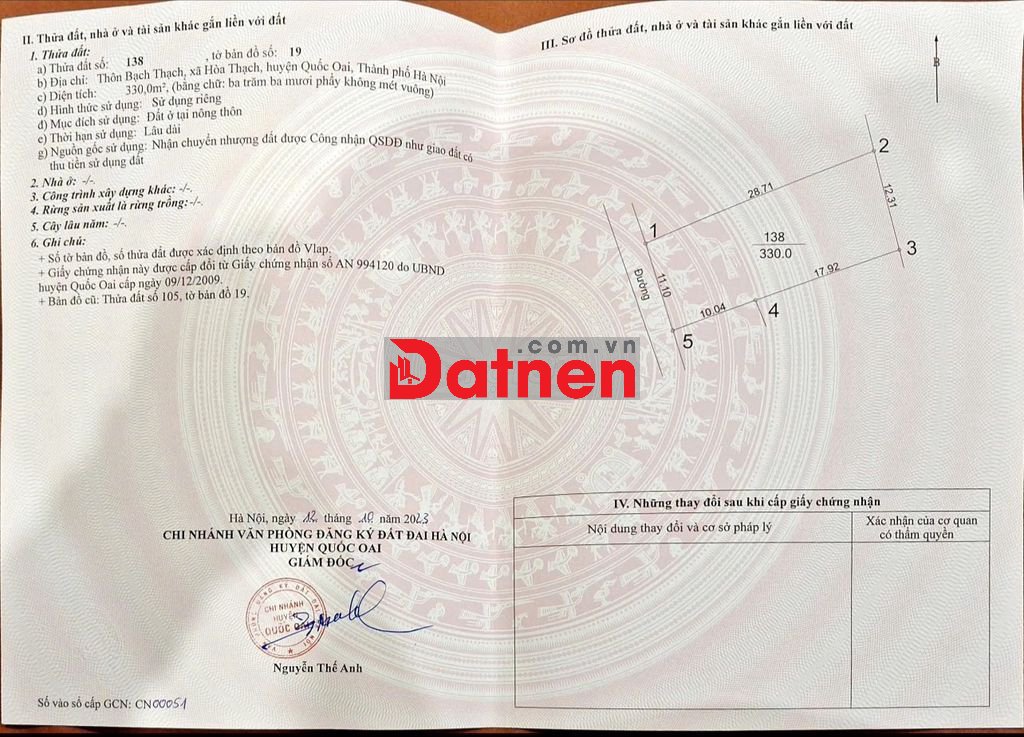 II. Thửa đất, nhà ở và tài sản khác gắn liền với đất
1. Thửa đất:
a) Thửa đất số: 138 , tờ bản đồ số: 19
b) Địa chỉ: Thôn Bạch Thạch, xã Hòa Thạch, huyện Quốc Oai, Thành phố Hà Nội
c) Diện tích: 330,0m², (bằng chữ: ba trăm ba mươi phẩy không mét vuông)
d) Hình thức sử dụng: Sử dụng riêng
đ) Mục đích sử dụng: Đất ở tại nông thôn
e) Thời hạn sử dụng: Lâu dài
g) Nguồn gốc sử dụng: Nhận chuyển nhượng đất được Công nhận QSDĐ như giao đất có
thu tiền sử dụng đất
2. Nhà ở: -/-.
3. Công trình xây dựng khác: -/-.
4. Rừng sản xuất là rừng trồng:-/-.
5. Cây lâu năm: -/-.
6. Ghi chú:
+ Số tờ bản đồ, số thửa đất được xác định theo bản đồ Vlap.
+ Giấy chứng nhận này được cấp đổi từ Giấy chứng nhận số AN 994120 do UBND
huyện Quốc Oai cấp ngày 09/12/2009.
+ Bản đồ cũ: Thửa đất số 105, tờ bản đồ 19.
Hà Nội, ngày 12 tháng 10 năm 2023
CHI NHÁNH VĂN PHÒNG ĐĂNG KÝ ĐẤT ĐAI HÀ NỘI
HUYỆN QUỐC OAI
GIÁM ĐỐC
CHI NHÁNH
HUYỆN
QUỐC OAI
Nguyễn Thế Anh
Số vào sổ cấp GCN: CN00051
III. Sơ đồ thửa đất, nhà ở và tài sản khác gắn liền với đất
B
1
2
3
4
5
28.71
12.31
17.92
10.04
11.10
138
330.0
Đường
Datnen
.com.vn
IV. Những thay đổi sau khi cấp giấy chứng nhận
Nội dung thay đổi và cơ sở pháp lý
Xác nhận của cơ quan
có thẩm quyền